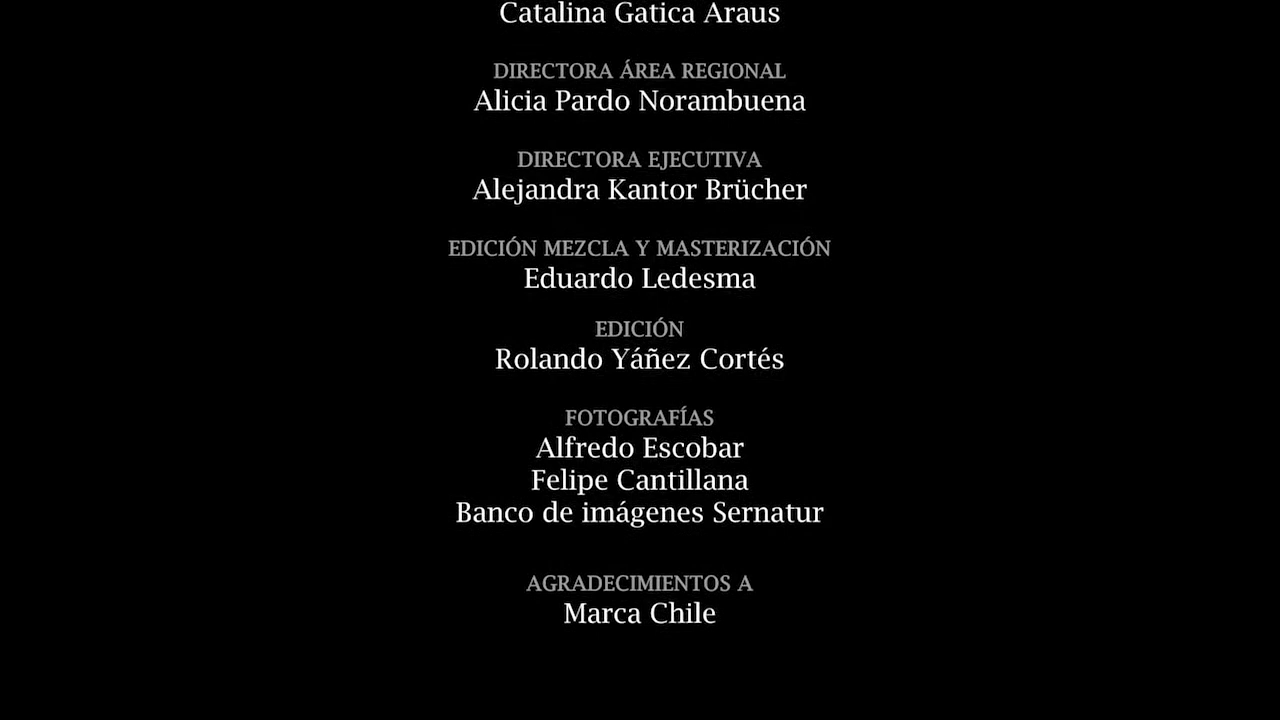 Catalina Gatica Araus
DIRECTORA ÁREA REGIONAL
Alicia Pardo Norambuena
DIRECTORA EJECUTIVA
Alejandra Kantor Brücher
EDICIÓN MEZCLA Y MASTERIZACIÓN
Eduardo Ledesma
EDICIÓN
Rolando Yáñez Cortés
FOTOGRAFÍAS
Alfredo Escobar
Felipe Cantillana
Banco de imágenes Sernatur
AGRADECIMIENTOS A
Marca Chile